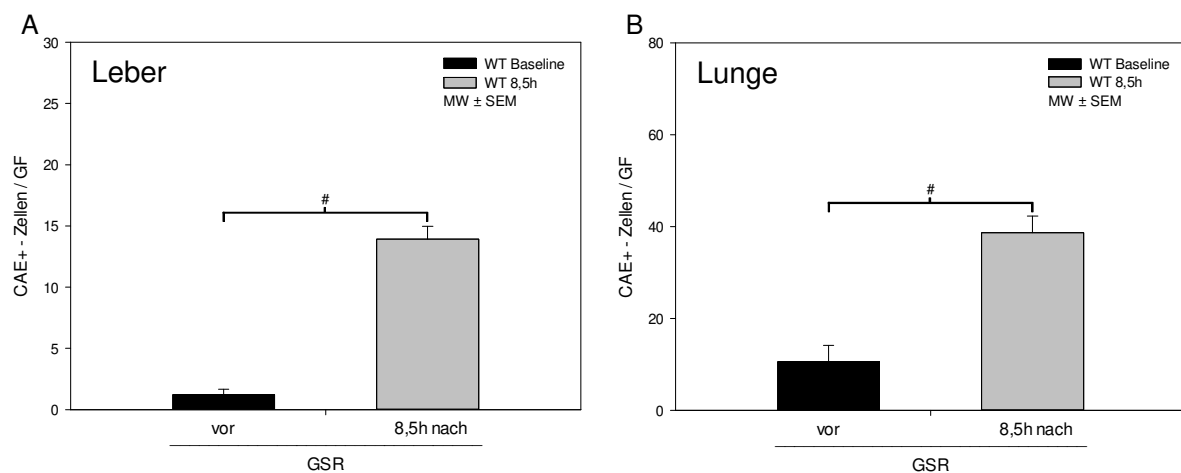 A
30
25
20
15
10
5
0
CAE+ - Zellen / GF
Leber
WT Baseline
WT 8,5h
MW ± SEM
#
vor
8,5h nach
GSR
B
80
60
40
20
0
CAE+ - Zellen / GF
Lunge
WT Baseline
WT 8,5h
MW ± SEM
#
vor
8,5h nach
GSR